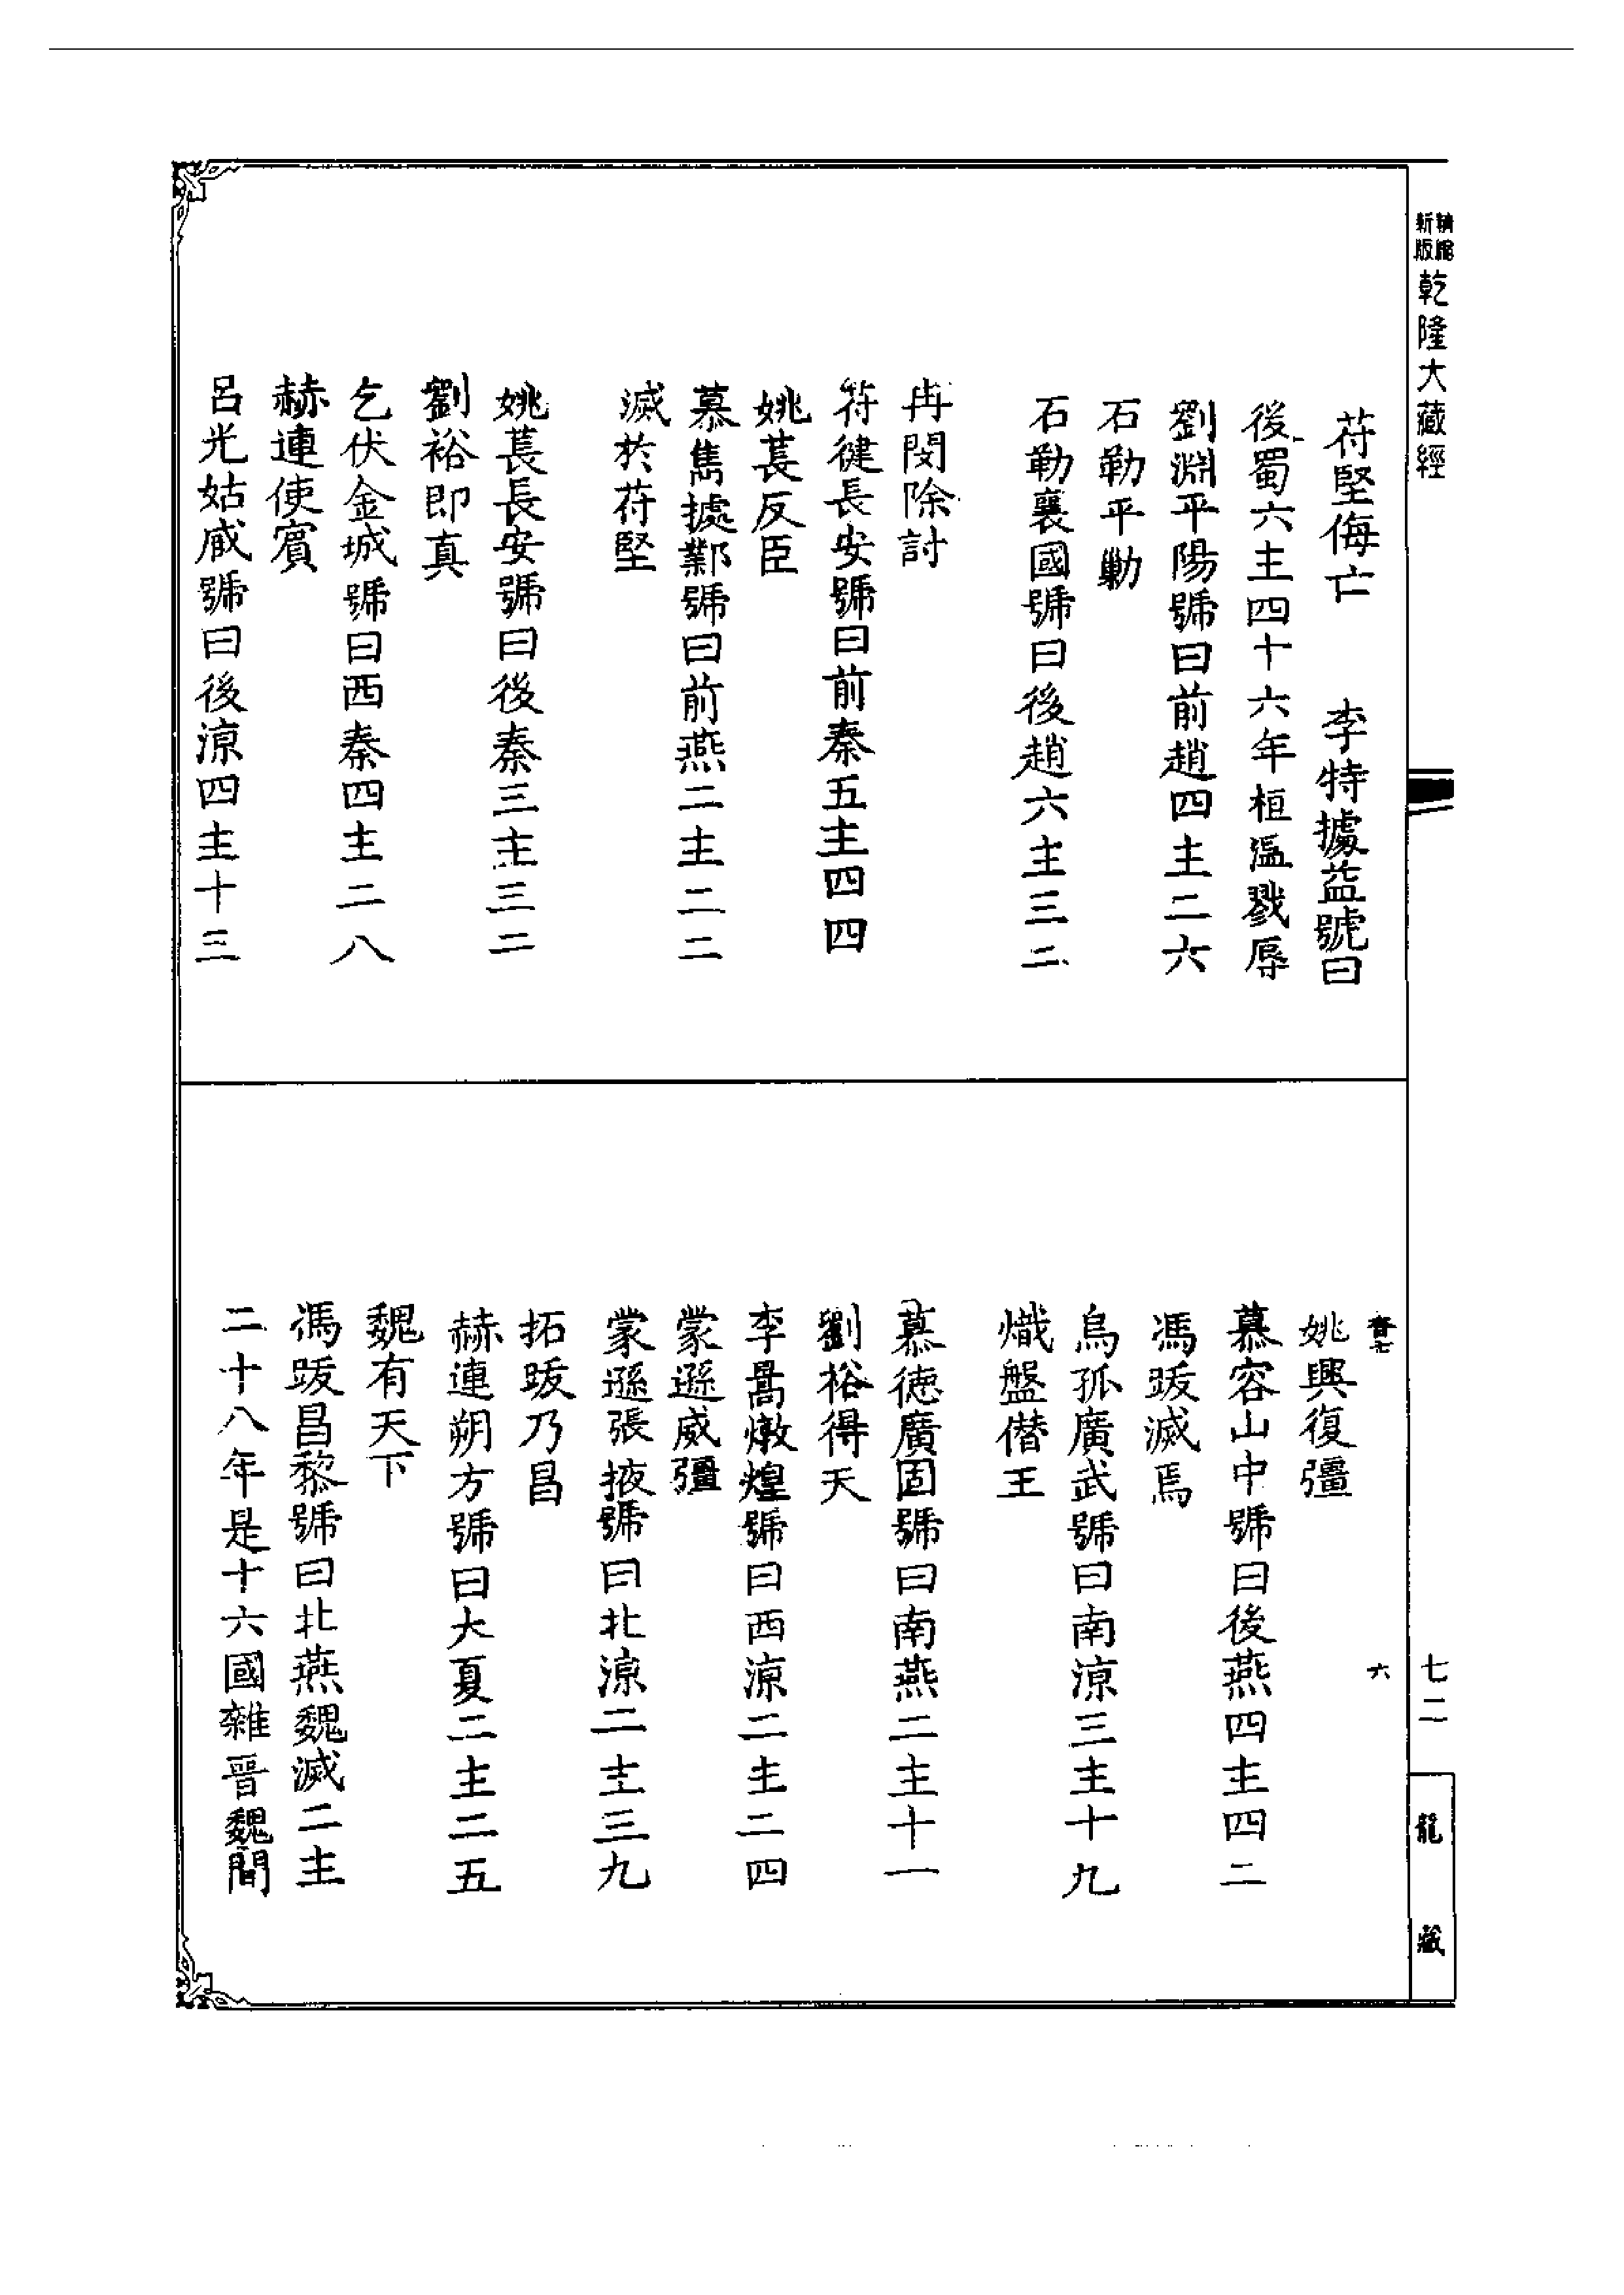 精縮新版乾隆大藏經
苻堅侮亡 李特據益號曰
後蜀六主四十六年桓溫戮辱
劉淵平陽號曰前趙四主二六
石勒平勦
石勒襄國號曰後趙六主三二
冉閔除討
苻健長安號曰前秦五主四四
姚萇反臣
慕雋據鄴號曰前燕二主二二
滅於苻堅
姚萇長安號曰後秦三主三二
劉裕即真
乞伏金城號曰西秦四主二八
赫連使賓
呂光姑臧號曰後涼四主十三
六
姚興復彊
慕容山中號曰後燕四主四二
馮跋滅焉
烏孤廣武號曰南涼三主十九
熾盤僭王
慕德廣固號曰南燕二主十一
劉裕得天
李暠燉煌號曰西涼二主二四
蒙遜威彊
蒙遜張掖號曰北涼二主三九
拓跋乃昌
赫連朔方號曰大夏二主二五
魏有天下
馮跋昌黎號曰北燕魏滅二主
二十八年是十六國雜晉魏間
七二
龍藏